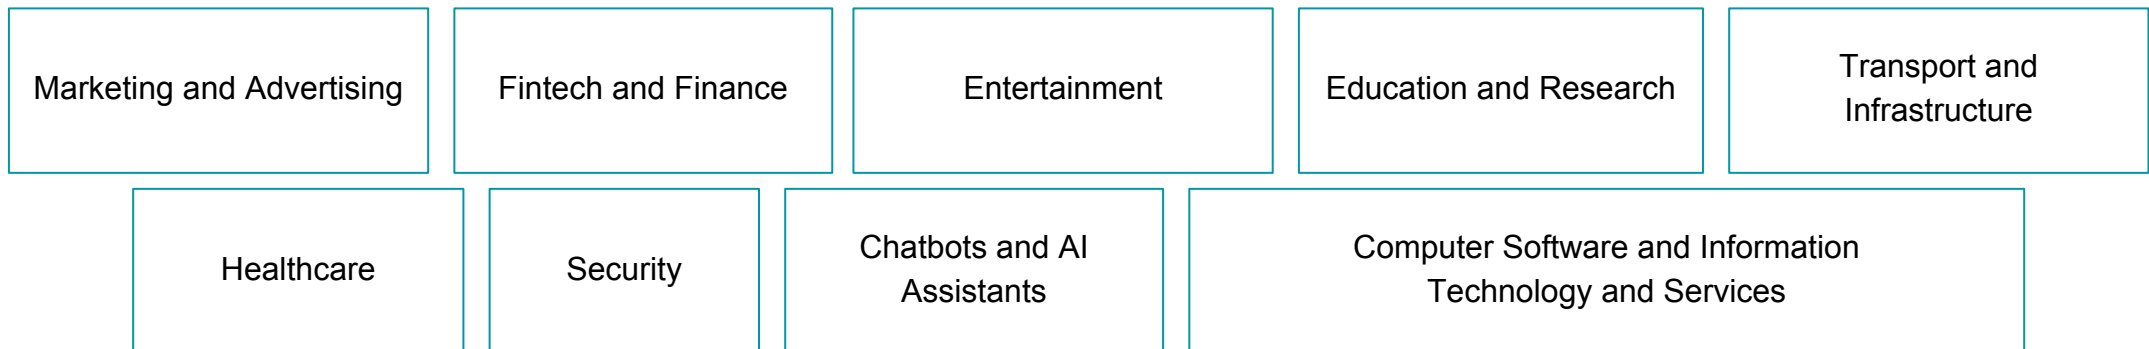 Marketing and Advertising
Fintech and Finance
Entertainment
Education and Research
Transport and
Infrastructure
Healthcare
Security
Chatbots and AI
Assistants
Computer Software and Information
Technology and Services